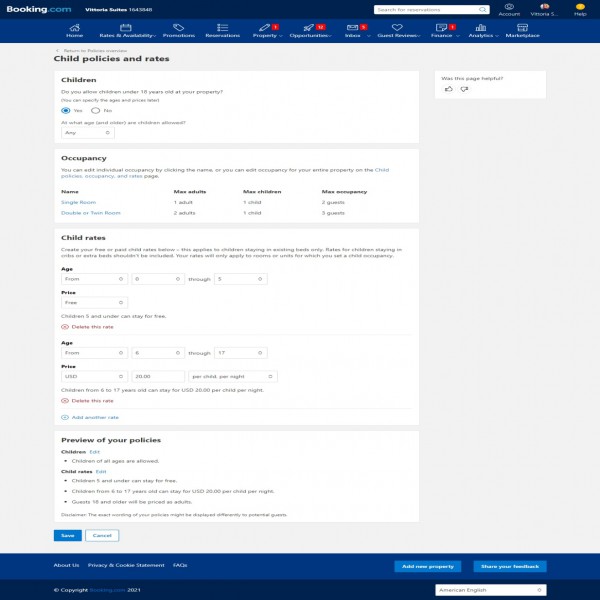 Booking.com Vittoria Suites 1643848
Search for reservations
Account Vittoria S... Help
Home Rates & Availability Promotions Reservations Property Opportunities Inbox Guest Reviews Finance Analytics Marketplace
Return to Policies overview
Child policies and rates
Children
Do you allow children under 18 years old at your property?
(You can specify the ages and prices later)
Yes No
At what age (and older) are children allowed?
Any
Was this page helpful?
Occupancy
You can edit individual occupancy by clicking the name, or you can edit occupancy for your entire property on the Child
policies, occupancy, and rates page.
Name Max adults Max children Max occupancy
Single Room 1 adult 1 child 2 guests
Double or Twin Room 2 adults 1 child 3 guests
Child rates
Create your free or paid child rates below – this applies to children staying in existing beds only. Rates for children staying in
cribs or extra beds shouldn't be included. Your rates will only apply to rooms or units for which you set a child occupancy.
Age
From 0 through 5
Price
Free
Children 5 and under can stay for free.
Delete this rate
Age
From 6 through 17
Price
USD 20.00 per child, per night
Children from 6 to 17 years old can stay for USD 20.00 per child per night.
Delete this rate
Add another rate
Preview of your policies
Children Edit
• Children of all ages are allowed.
Child rates Edit
• Children 5 and under can stay for free.
• Children from 6 to 17 years old can stay for USD 20.00 per child per night.
• Guests 18 and older will be priced as adults.
Disclaimer: The exact wording of your policies might be displayed differently to potential guests.
Save Cancel
About Us Privacy & Cookie Statement FAQs
Add new property Share your feedback
© Copyright Booking.com 2021
American English